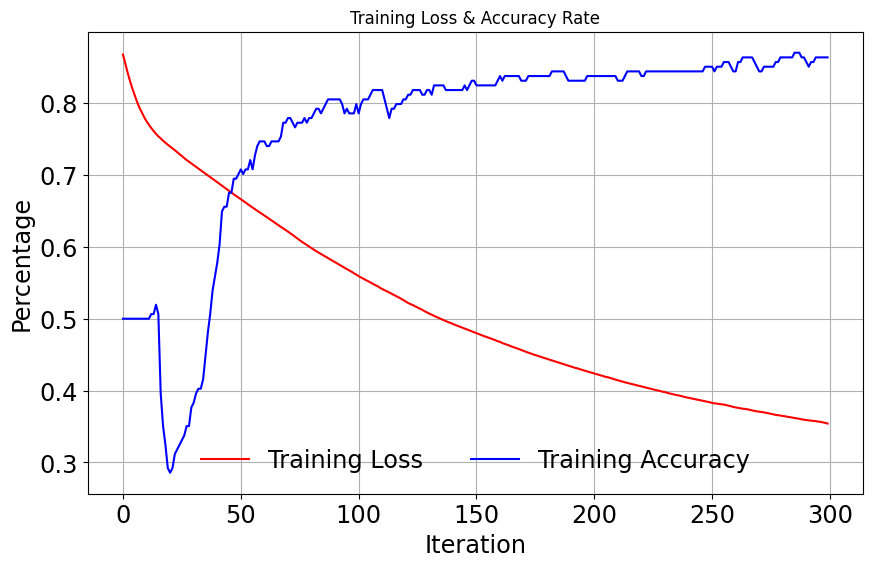 Training Loss & Accuracy Rate
Percentage
0.8
0.7
0.6
0.5
0.4
0.3
Training Loss
Training Accuracy
0 50 100 150 200 250 300
Iteration